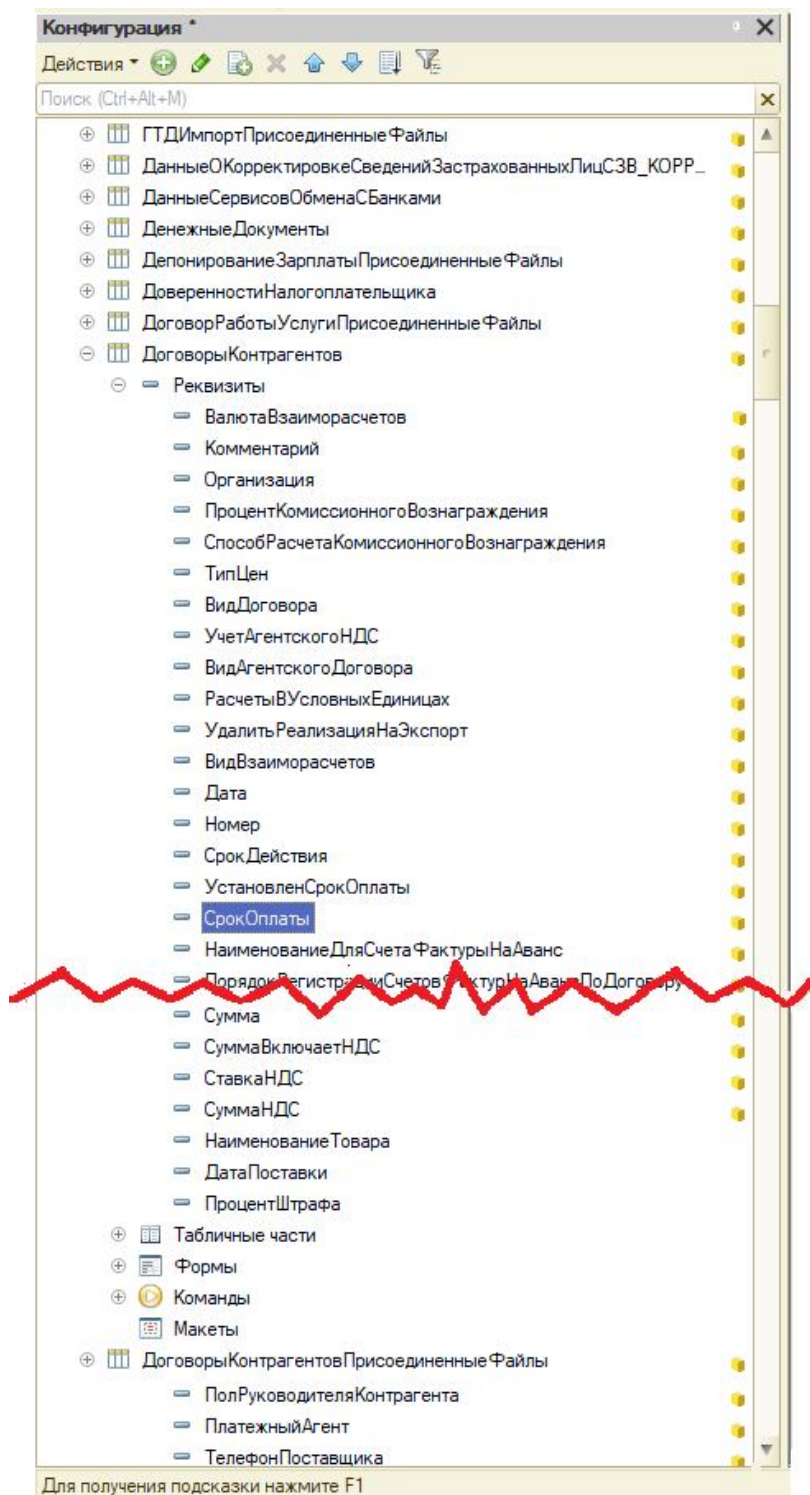 Конфигурация *
Действия
Поиск (Ctrl+Alt+M)
ГТДИмпортПрисоединенныеФайлы
ДанныеОКорректировкеСведенийЗастрахованныхЛицСЗВ_КОРР_
ДанныеСервисовОбменаСБанками
ДенежныеДокументы
ДепонированиеЗарплатыПрисоединенныеФайлы
ДоверенностиНалогоплательщика
ДоговорРаботыУслугиПрисоединенныеФайлы
ДоговорыКонтрагентов
Реквизиты
ВалютаВзаиморасчетов
Комментарий
Организация
ПроцентКомиссионногоВознаграждения
СпособРасчетаКомиссионногоВознаграждения
ТипЦен
ВидДоговора
УчетАгентскогоНДС
ВидАгентскогоДоговора
РасчетыВУсловныхЕдиницах
УдалитьРеализацияНаЭкспорт
ВидВзаиморасчетов
Дата
Номер
СрокДействия
УстановленСрокОплаты
СрокОплаты
НаименованиеДляСчетаФактурыНаАванс
ПорядокРегистрацииСчетовФактурНаАвансПоДоговору
Сумма
СуммаВключаетНДС
СтавкаНДС
СуммаНДС
НаименованиеТовара
ДатаПоставки
ПроцентШтрафа
Табличные части
Формы
Команды
Макеты
ДоговорыКонтрагентовПрисоединенныеФайлы
ПолРуководителяКонтрагента
ПлатежныйАгент
ТелефонПоставщика
Для получения подсказки нажмите F1